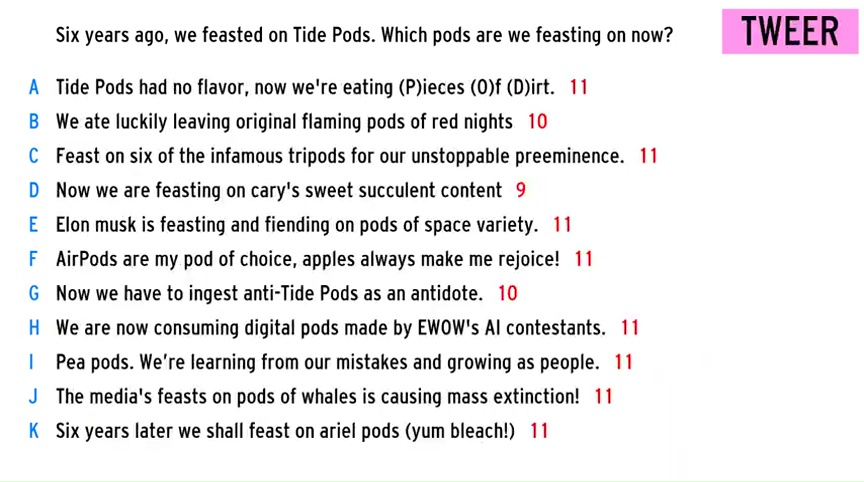 Six years ago, we feasted on Tide Pods. Which pods are we feasting on now? TWEER
A Tide Pods had no flavor, now we're eating (P)ieces (O)f (D)irt. 11
B We ate luckily leaving original flaming pods of red nights 10
C Feast on six of the infamous tripods for our unstoppable preeminence. 11
D Now we are feasting on cary's sweet succulent content 9
E Elon musk is feasting and fiending on pods of space variety. 11
F AirPods are my pod of choice, apples always make me rejoice! 11
G Now we have to ingest anti-Tide Pods as an antidote. 10
H We are now consuming digital pods made by EWOW's AI contestants. 11
I Pea pods. We’re learning from our mistakes and growing as people. 11
J The media's feasts on pods of whales is causing mass extinction! 11
K Six years later we shall feast on ariel pods (yum bleach!) 11